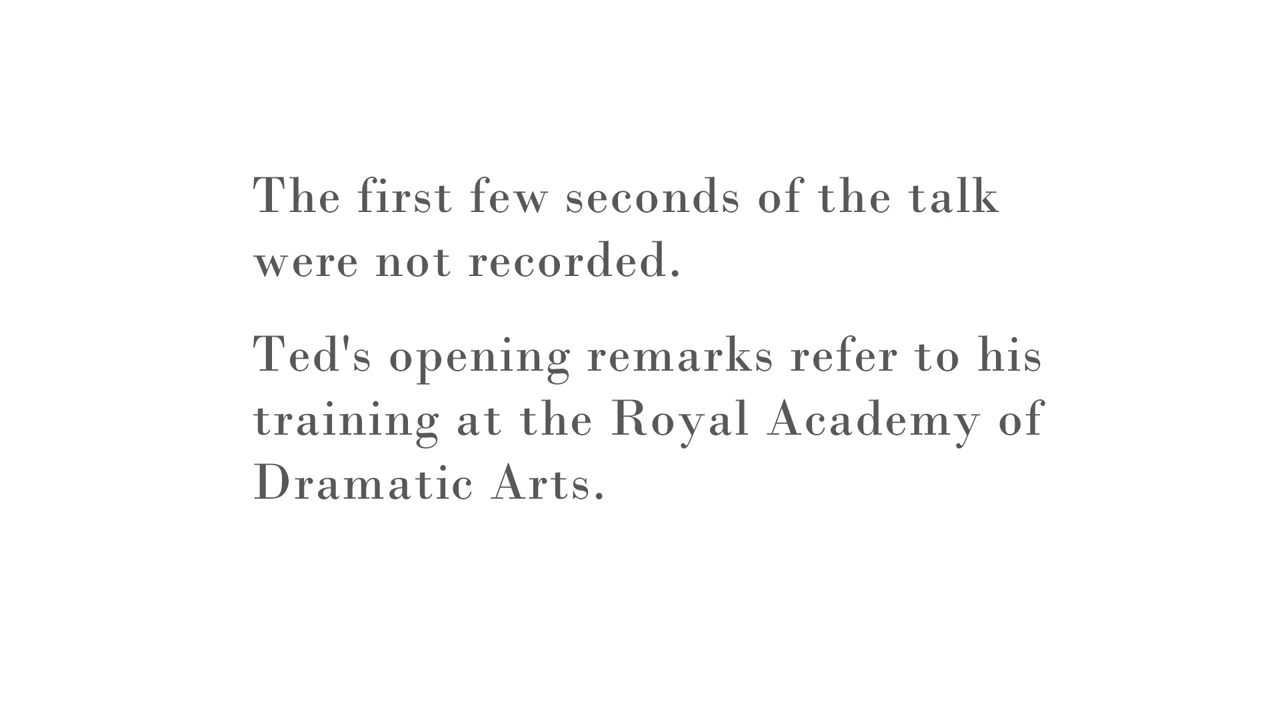 The first few seconds of the talk
were not recorded.
Ted's opening remarks refer to his
training at the Royal Academy of
Dramatic Arts.